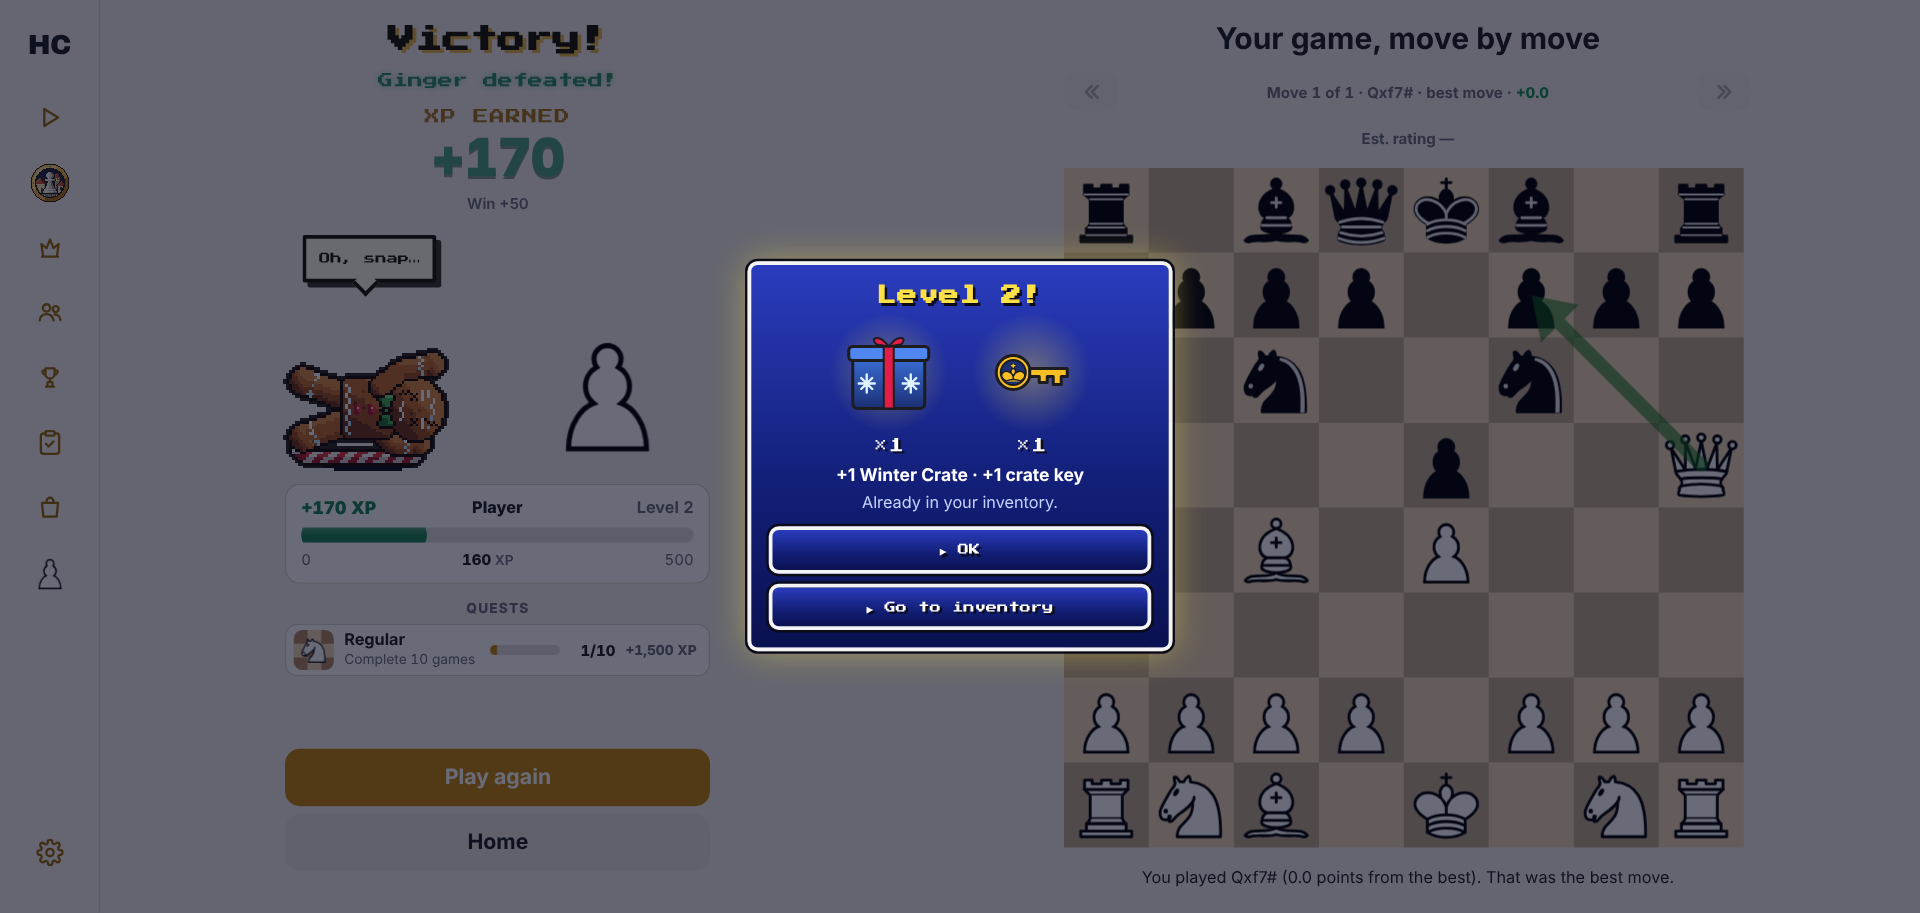 HC
Victory!
Ginger defeated!
XP EARNED
+170
Win +50
Oh, snap...
+170 XP
Player
Level 2
0
160 XP
500
QUESTS
Regular
Complete 10 games
1/10
+1,500 XP
Play again
Home
Level 2!
×1
×1
+1 Winter Crate · +1 crate key
Already in your inventory.
▸ OK
▸ Go to inventory
Your game, move by move
«
Move 1 of 1 · Qxf7# · best move · +0.0
»
Est. rating —
You played Qxf7# (0.0 points from the best). That was the best move.